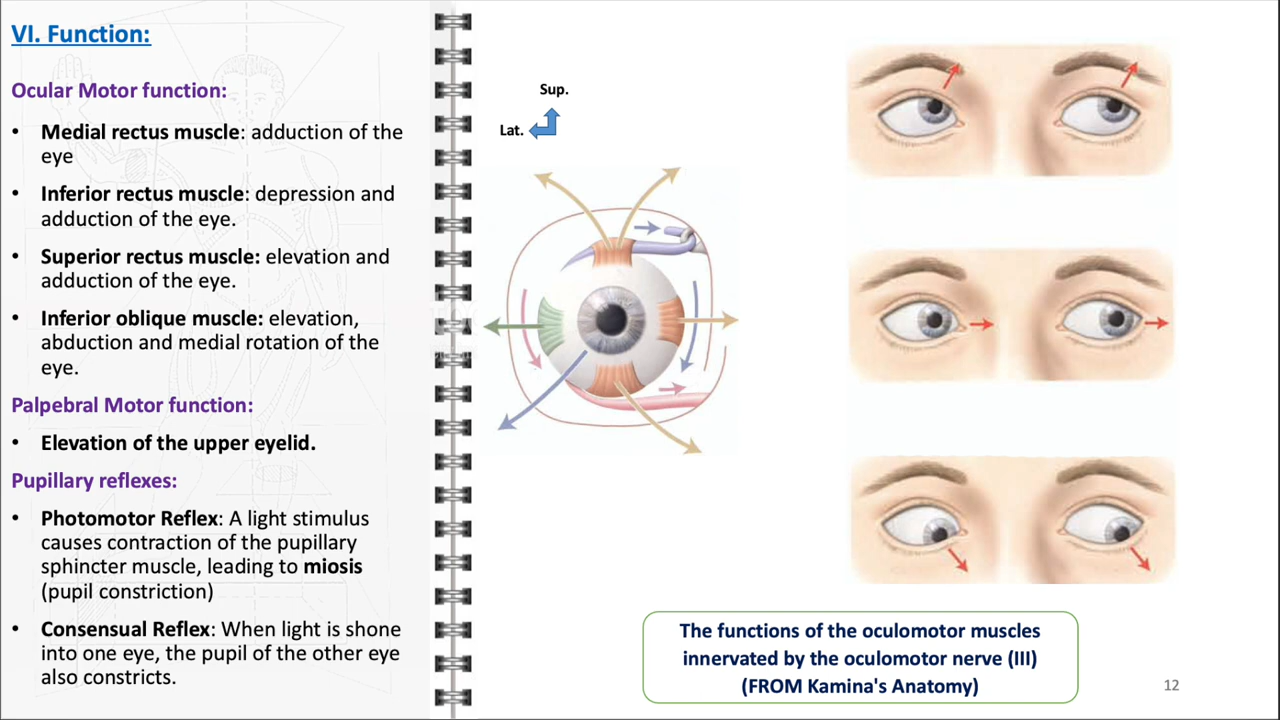 VI. Function:
Ocular Motor function:
• Medial rectus muscle: adduction of the
eye
• Inferior rectus muscle: depression and
adduction of the eye.
• Superior rectus muscle: elevation and
adduction of the eye.
• Inferior oblique muscle: elevation,
abduction and medial rotation of the
eye.
Palpebral Motor function:
• Elevation of the upper eyelid.
Pupillary reflexes:
• Photomotor Reflex: A light stimulus
causes contraction of the pupillary
sphincter muscle, leading to miosis
(pupil constriction)
• Consensual Reflex: When light is shone
into one eye, the pupil of the other eye
also constricts.
Sup.
Lat.
The functions of the oculomotor muscles
innervated by the oculomotor nerve (III)
(FROM Kamina's Anatomy)
12